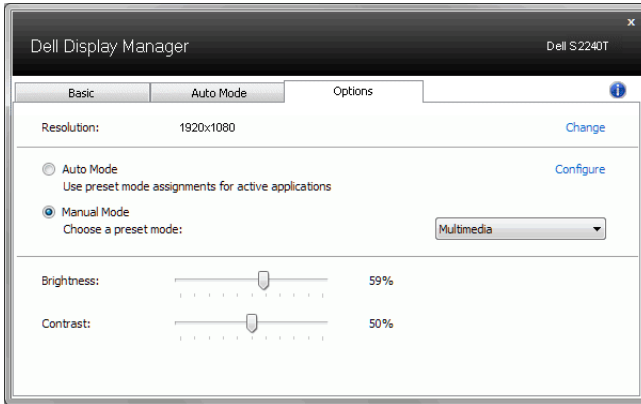 x
Dell Display Manager
Dell S2240T
Basic
Auto Mode
Options
i
Resolution:
1920x1080
Change
Auto Mode
Configure
Use preset mode assignments for active applications
Manual Mode
Choose a preset mode:
Multimedia
Brightness:
59%
Contrast:
50%